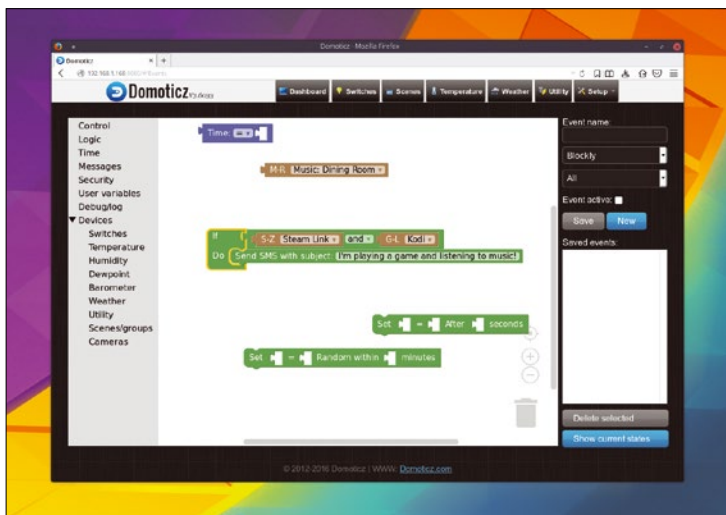 Domoticz - Mozilla Firefox
Domoticz
Domoticz
Dashboard Switches Scenes Temperature Weather Utility Setup
Control
Logic
Time
Messages
Security
User variables
Debug/log
Devices
Switches
Temperature
Humidity
Dewpoint
Barometer
Weather
Utility
Scenes/groups
Cameras
Time: =
M-R Music: Dining Room
If S-Z Steam Link and G-L Kodi
Do Send SMS with subject: I'm playing a game and listening to music!
Set = After seconds
Set = Random within minutes
Event name:
Blockly
All
Event active:
Save New
Saved events:
Delete selected
Show current states
© 2012-2016 Domoticz | WWW: Domoticz.com